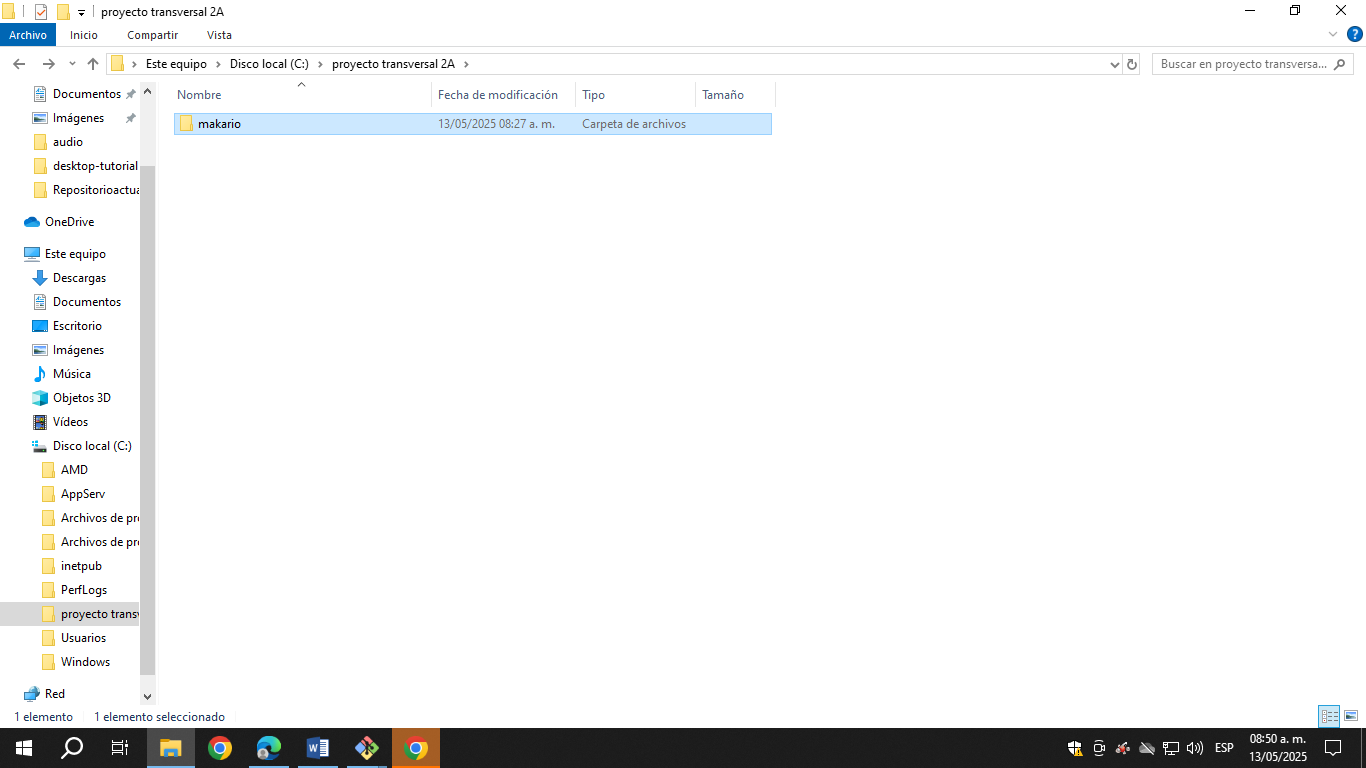 proyecto transversal 2A
Archivo Inicio Compartir Vista
Este equipo Disco local (C:) proyecto transversal 2A
Buscar en proyecto transversa...
Nombre Fecha de modificación Tipo Tamaño
makario 13/05/2025 08:27 a. m. Carpeta de archivos
Documentos
Imágenes
audio
desktop-tutorial
Repositorioactua
OneDrive
Este equipo
Descargas
Documentos
Escritorio
Imágenes
Música
Objetos 3D
Vídeos
Disco local (C:)
AMD
AppServ
Archivos de pro
Archivos de pro
inetpub
PerfLogs
proyecto transv
Usuarios
Windows
Red
1 elemento 1 elemento seleccionado
ESP
08:50 a. m.
13/05/2025